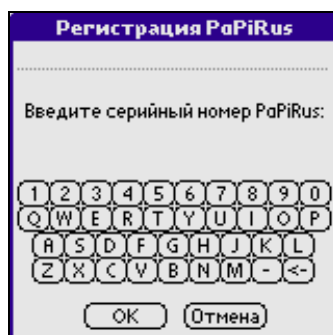 Регистрация PaPiRus
Введите серийный номер PaPiRus:
1 2 3 4 5 6 7 8 9 0
Q W E R T Y U I O P
A S D F G H J K L
Z X C V B N M - <-
OK Отмена